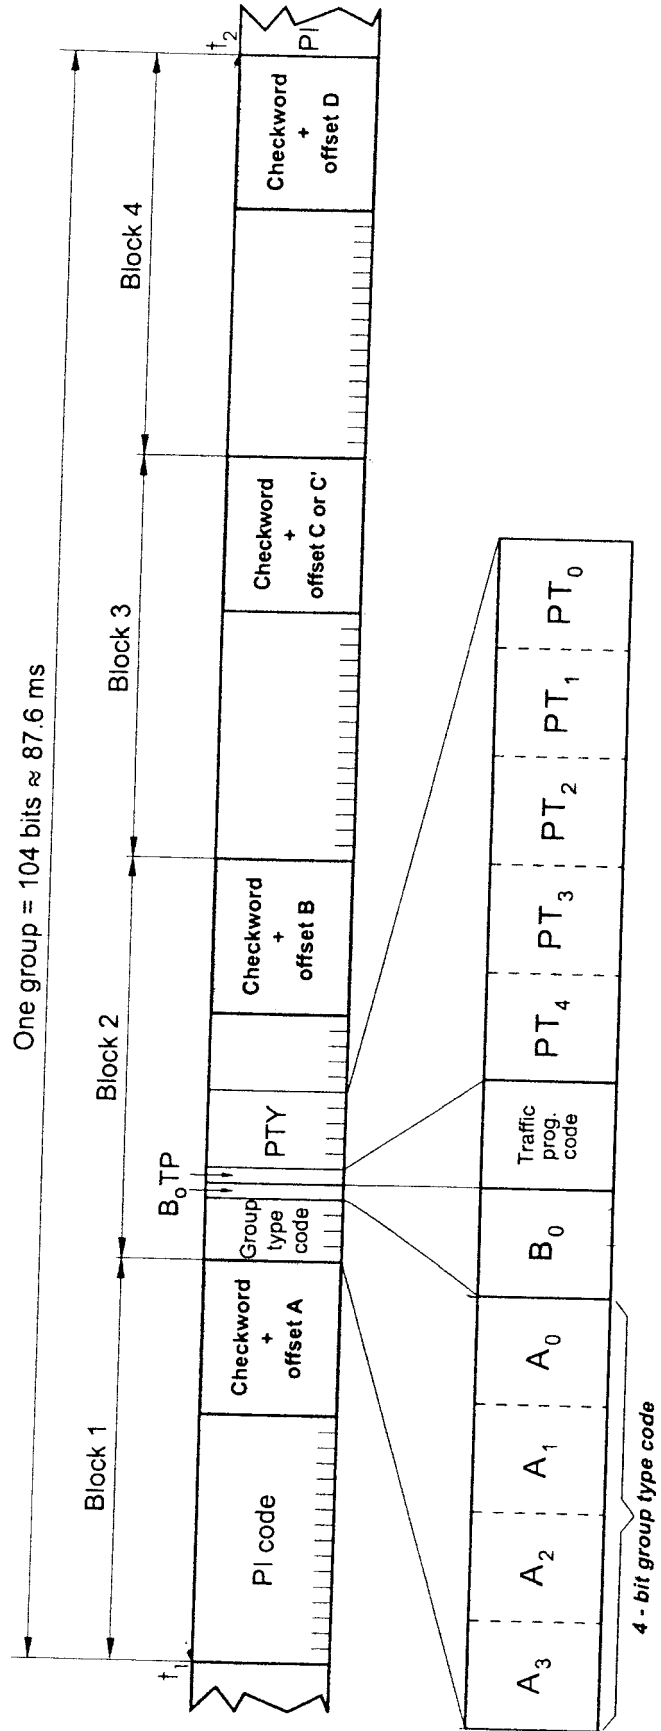 One group = 104 bits ≈ 87.6 ms
Block 1
Block 2
Block 3
Block 4
t1
t2
PI code
Checkword
+
offset A
Group
type
code
B0
TP
PTY
Checkword
+
offset B
Checkword
+
offset C or C'
Checkword
+
offset D
PI
A3
A2
A1
A0
B0
Traffic
prog.
code
PT4
PT3
PT2
PT1
PT0
4 - bit group type code